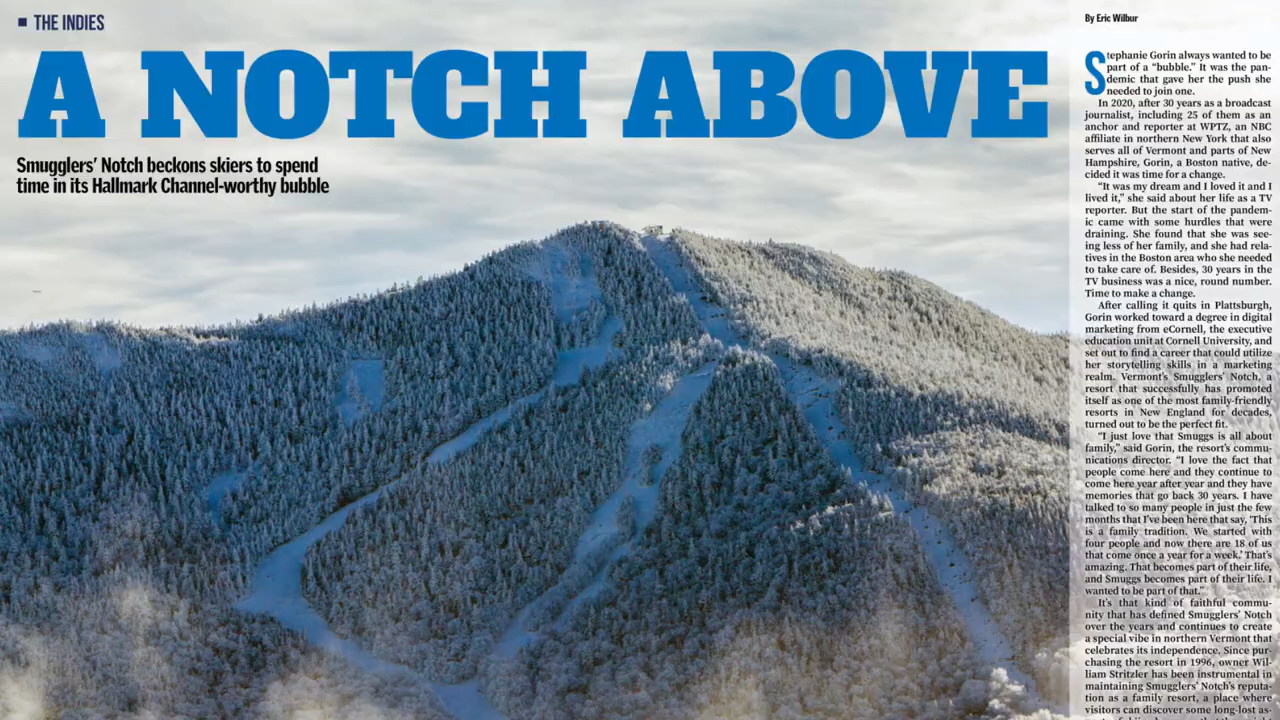 THE INDIES
A NOTCH ABOVE
Smugglers' Notch beckons skiers to spend
time in its Hallmark Channel-worthy bubble
By Eric Wilbur
Stephanie Gorin always wanted to be
part of a “bubble.” It was the pan-
demic that gave her the push she
needed to join one.
In 2020, after 30 years as a broadcast
journalist, including 25 of them as an
anchor and reporter at WPTZ, an NBC
affiliate in northern New York that also
serves all of Vermont and parts of New
Hampshire, Gorin, a Boston native, de-
cided it was time for a change.
“It was my dream and I loved it and I
lived it,” she said about her life as a TV
reporter. But the start of the pandem-
ic came with some hurdles that were
draining. She found that she was see-
ing less of her family, and she had rela-
tives in the Boston area who she needed
to take care of. Besides, 30 years in the
TV business was a nice, round number.
Time to make a change.
After calling it quits in Plattsburgh,
Gorin worked toward a degree in digital
marketing from eCornell, the executive
education unit at Cornell University, and
set out to find a career that could utilize
her storytelling skills in a marketing
realm. Vermont's Smugglers' Notch, a
resort that successfully has promoted
itself as one of the most family-friendly
resorts in New England for decades,
turned out to be the perfect fit.
“I just love that Smuggs is all about
family,” said Gorin, the resort's commu-
nications director. “I love the fact that
people come here and they continue to
come here year after year and they have
memories that go back 30 years. I have
talked to so many people in just the few
months that I've been here that say, ‘This
is a family tradition. We started with
four people and now there are 18 of us
that come once a year for a week.’ That's
amazing. That becomes part of their life,
and Smuggs becomes part of their life. I
wanted to be part of that.”
It's that kind of faithful commu-
nity that has defined Smugglers' Notch
over the years and continues to create
a special vibe in northern Vermont that
celebrates its independence. Since pur-
chasing the resort in 1996, owner Wil-
liam Stritzler has been instrumental in
maintaining Smugglers' Notch's reputa-
tion as a family resort, a place where
visitors can discover some long-lost as-